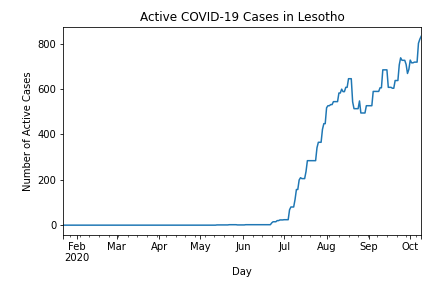 Active COVID-19 Cases in Lesotho
Number of Active Cases
800
600
400
200
0
Feb Mar Apr May Jun Jul Aug Sep Oct
2020
Day